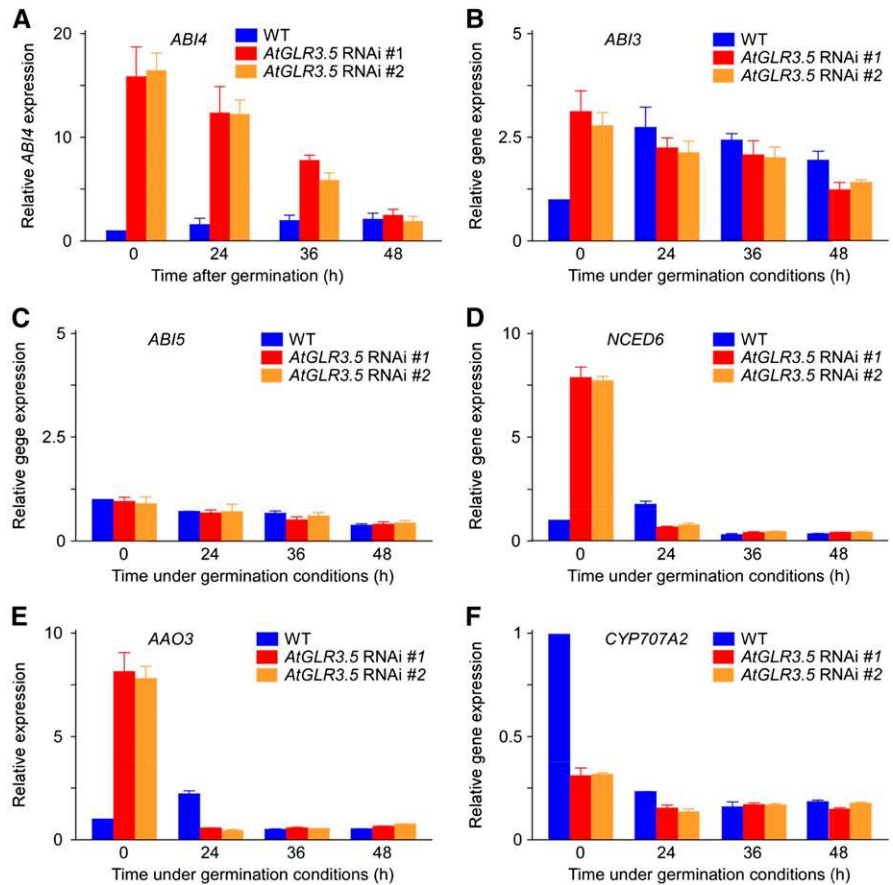 A
ABI4
WT
AtGLR3.5 RNAi #1
AtGLR3.5 RNAi #2
Relative ABI4 expression
20
10
0
0 24 36 48
Time after germination (h)
B
ABI3
WT
AtGLR3.5 RNAi #1
AtGLR3.5 RNAi #2
Relative gene expression
5
2.5
0
0 24 36 48
Time under germination conditions (h)
C
ABI5
WT
AtGLR3.5 RNAi #1
AtGLR3.5 RNAi #2
Relative gege expression
5
2.5
0
0 24 36 48
Time under germination conditions (h)
D
NCED6
WT
AtGLR3.5 RNAi #1
AtGLR3.5 RNAi #2
Relative gene expression
10
5
0
0 24 36 48
Time under germination conditions (h)
E
AAO3
WT
AtGLR3.5 RNAi #1
AtGLR3.5 RNAi #2
Relative expression
10
5
0
0 24 36 48
Time under germination conditions (h)
F
CYP707A2
WT
AtGLR3.5 RNAi #1
AtGLR3.5 RNAi #2
Relative gene expression
1
0.5
0
0 24 36 48
Time under germination conditions (h)